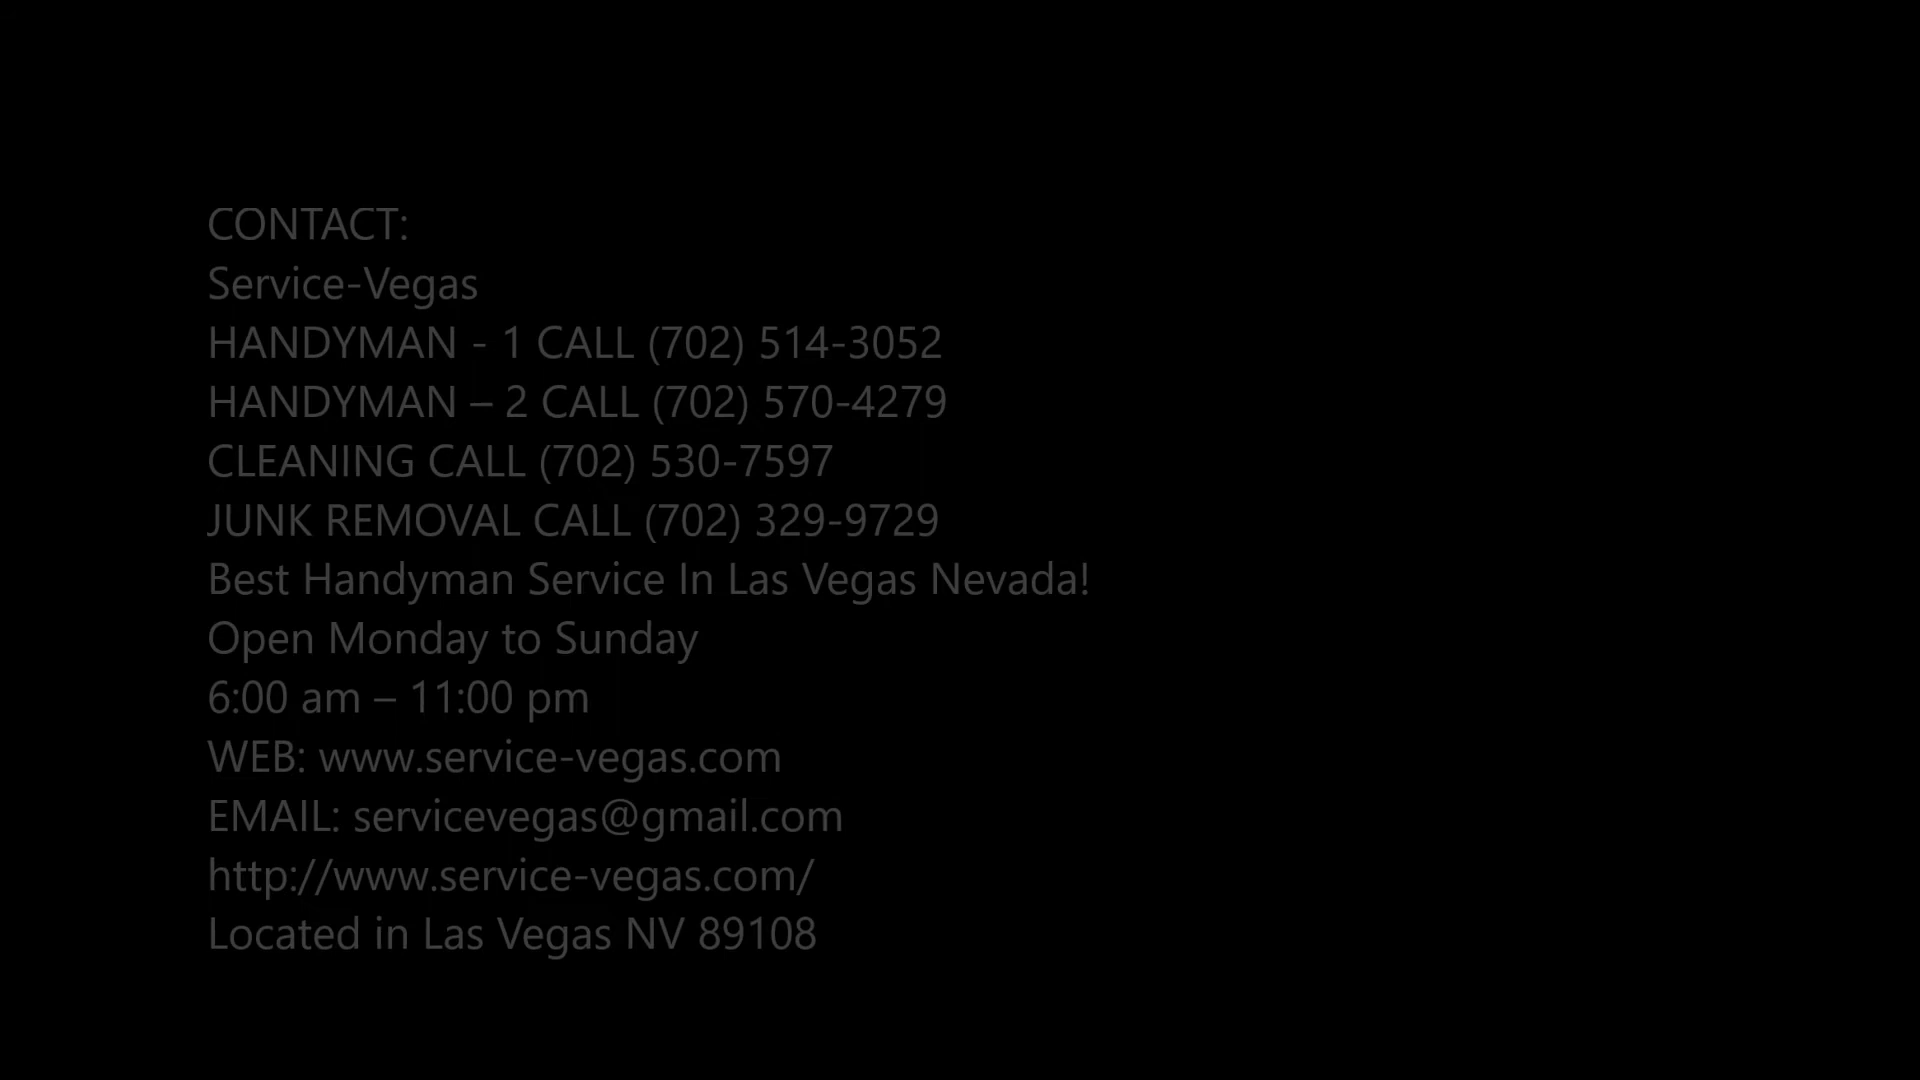 CONTACT:
Service-Vegas
HANDYMAN - 1 CALL (702) 514-3052
HANDYMAN – 2 CALL (702) 570-4279
CLEANING CALL (702) 530-7597
JUNK REMOVAL CALL (702) 329-9729
Best Handyman Service In Las Vegas Nevada!
Open Monday to Sunday
6:00 am – 11:00 pm
WEB: www.service-vegas.com
EMAIL: servicevegas@gmail.com
http://www.service-vegas.com/
Located in Las Vegas NV 89108